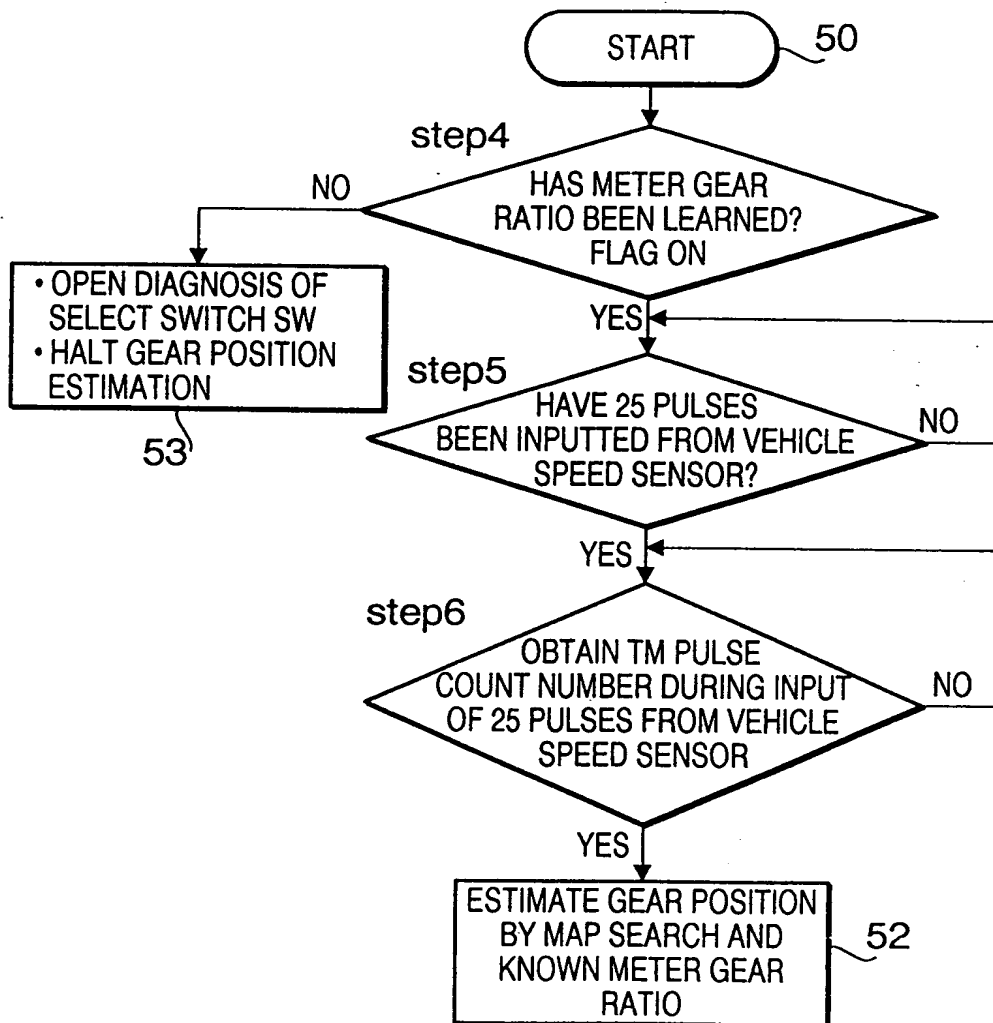 START
50
step4
HAS METER GEAR
RATIO BEEN LEARNED?
FLAG ON
NO
• OPEN DIAGNOSIS OF
SELECT SWITCH SW
• HALT GEAR POSITION
ESTIMATION
53
YES
step5
HAVE 25 PULSES
BEEN INPUTTED FROM VEHICLE
SPEED SENSOR?
NO
YES
step6
OBTAIN TM PULSE
COUNT NUMBER DURING INPUT
OF 25 PULSES FROM VEHICLE
SPEED SENSOR
NO
YES
ESTIMATE GEAR POSITION
BY MAP SEARCH AND
KNOWN METER GEAR
RATIO
52